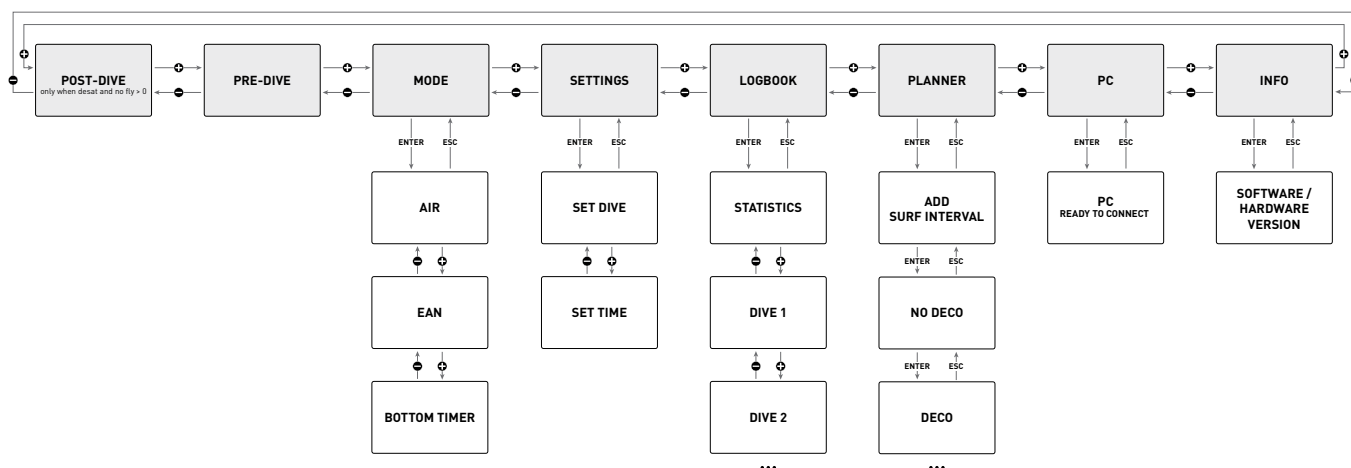 POST-DIVE
only when desat and no fly > 0
PRE-DIVE
MODE
SETTINGS
LOGBOOK
PLANNER
PC
INFO
ENTER ESC
ENTER ESC
ENTER ESC
ENTER ESC
ENTER ESC
ENTER ESC
AIR
SET DIVE
STATISTICS
ADD
SURF INTERVAL
PC
READY TO CONNECT
SOFTWARE /
HARDWARE
VERSION
ENTER ESC
EAN
SET TIME
DIVE 1
NO DECO
ENTER ESC
BOTTOM TIMER
DIVE 2
DECO